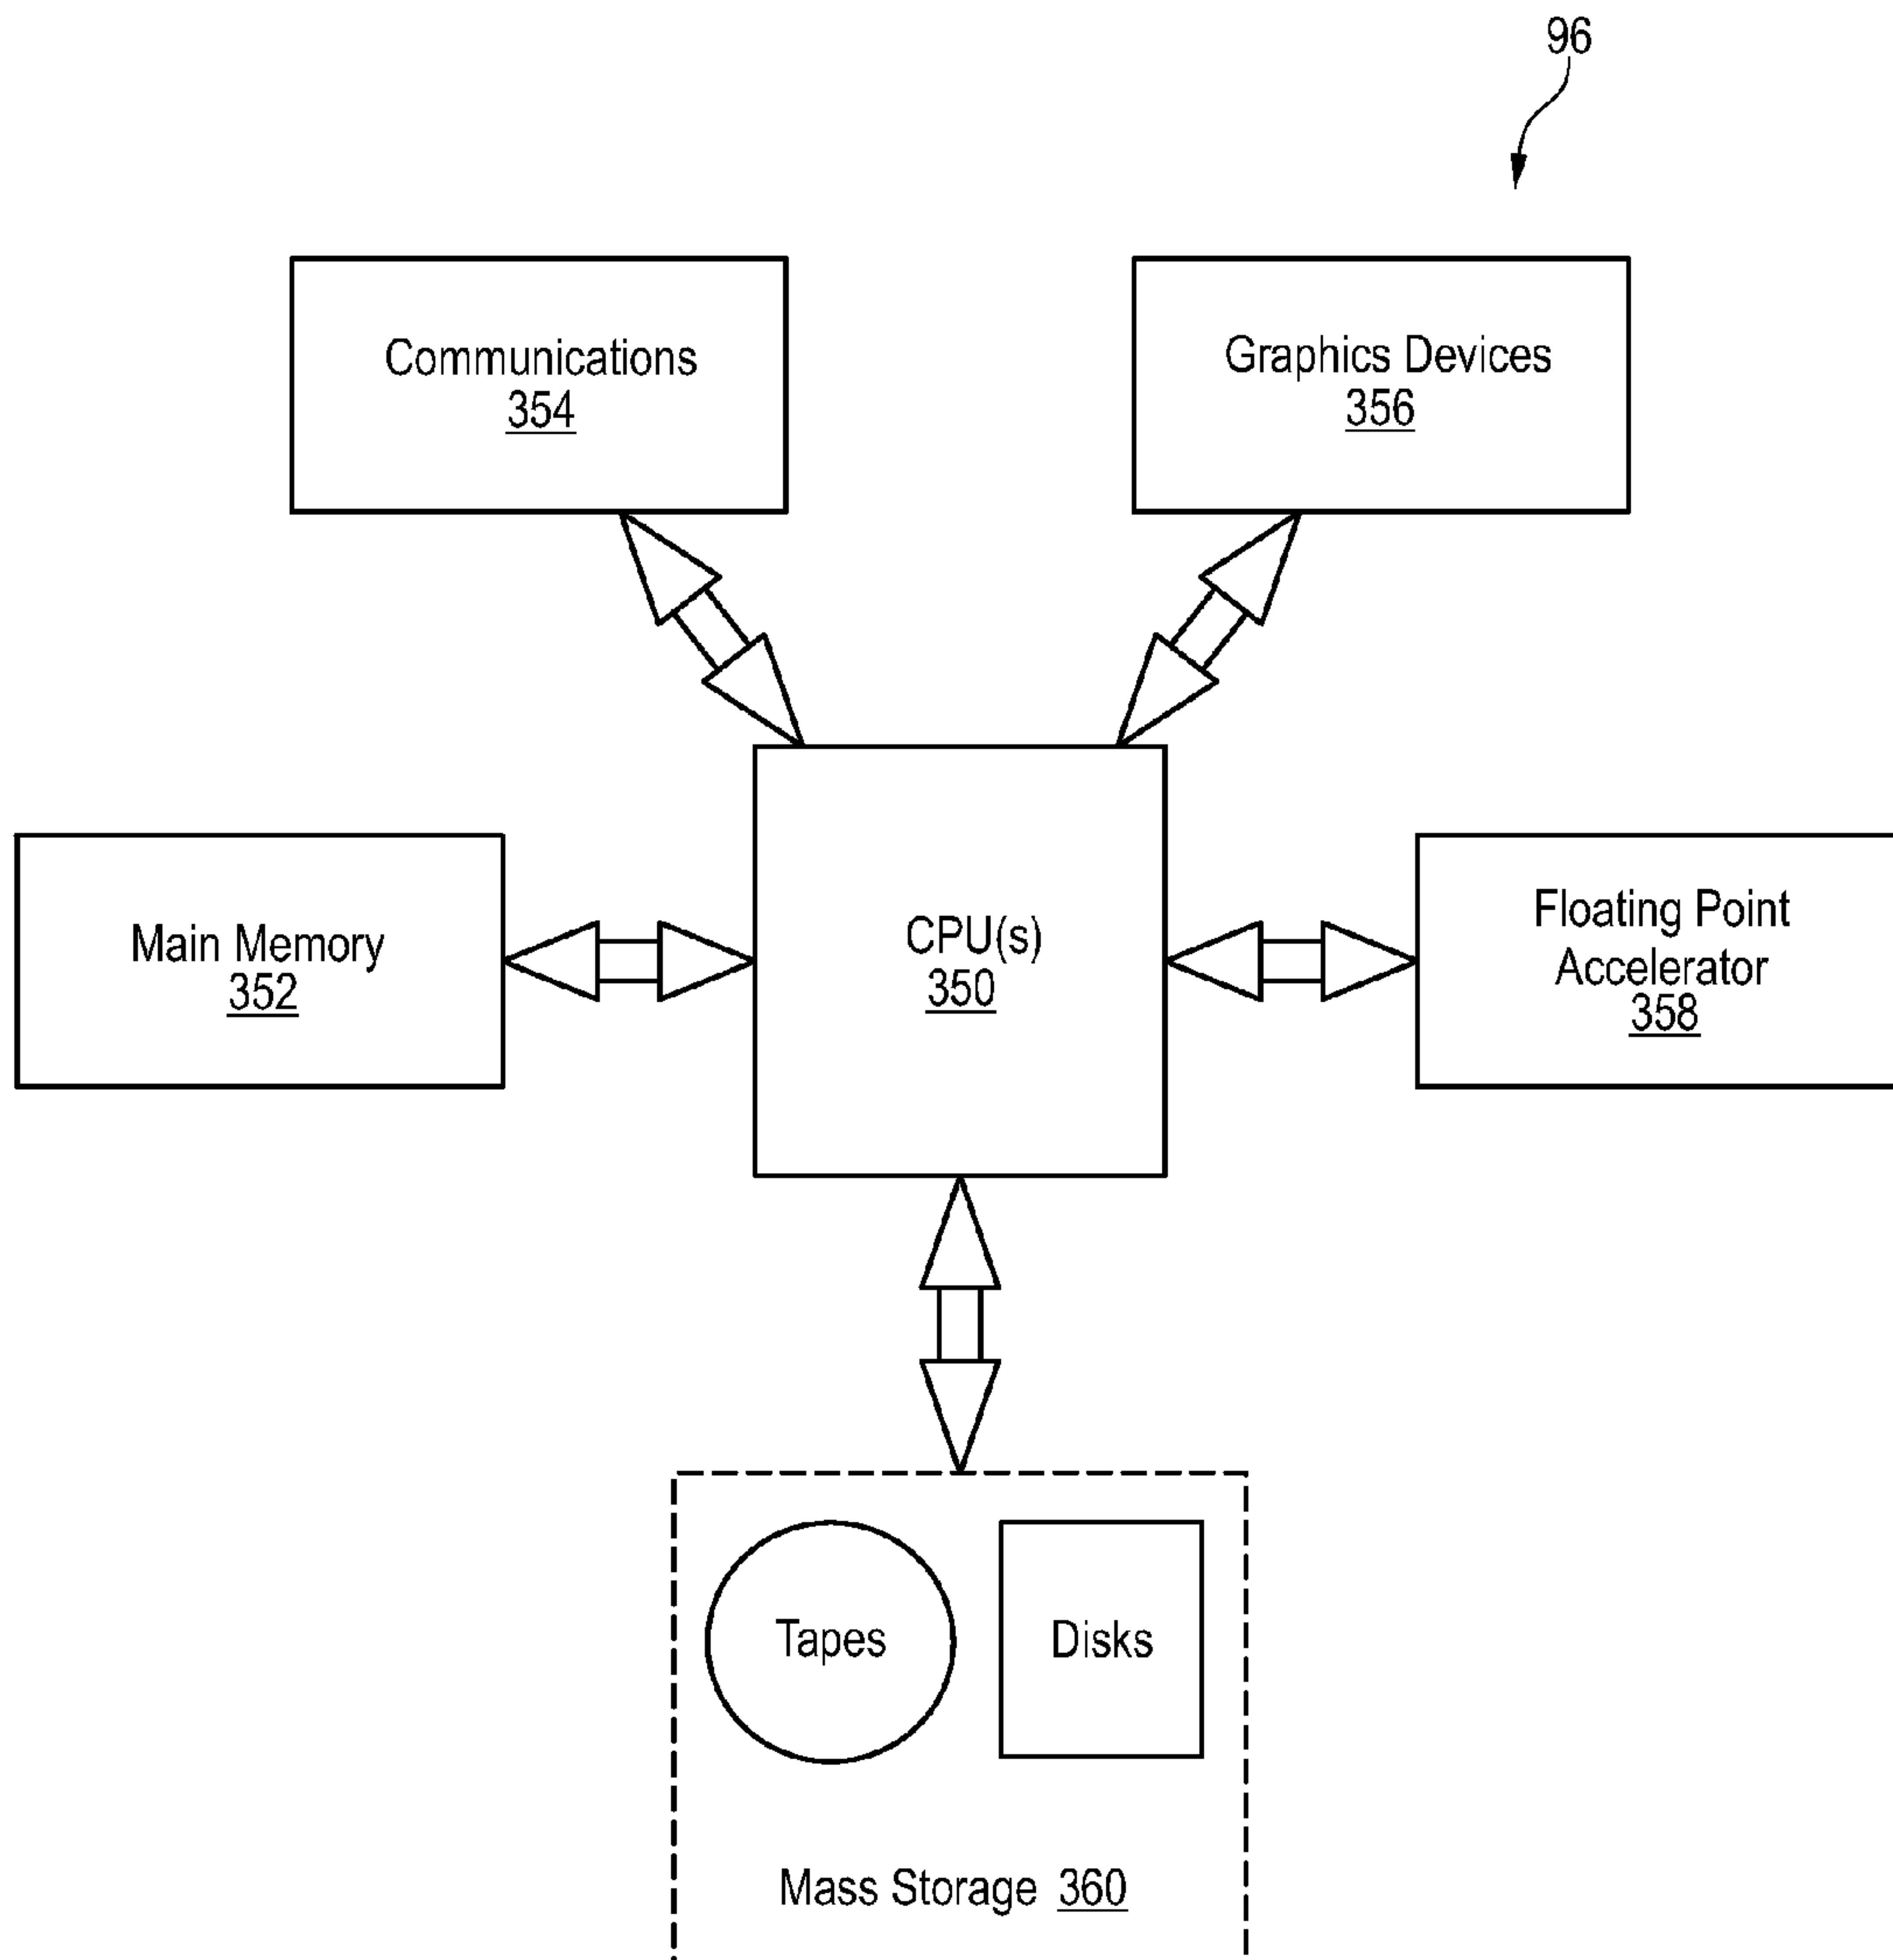 96
Communications
354
Graphics Devices
356
Main Memory
352
CPU(s)
350
Floating Point
Accelerator
358
Tapes
Disks
Mass Storage 360